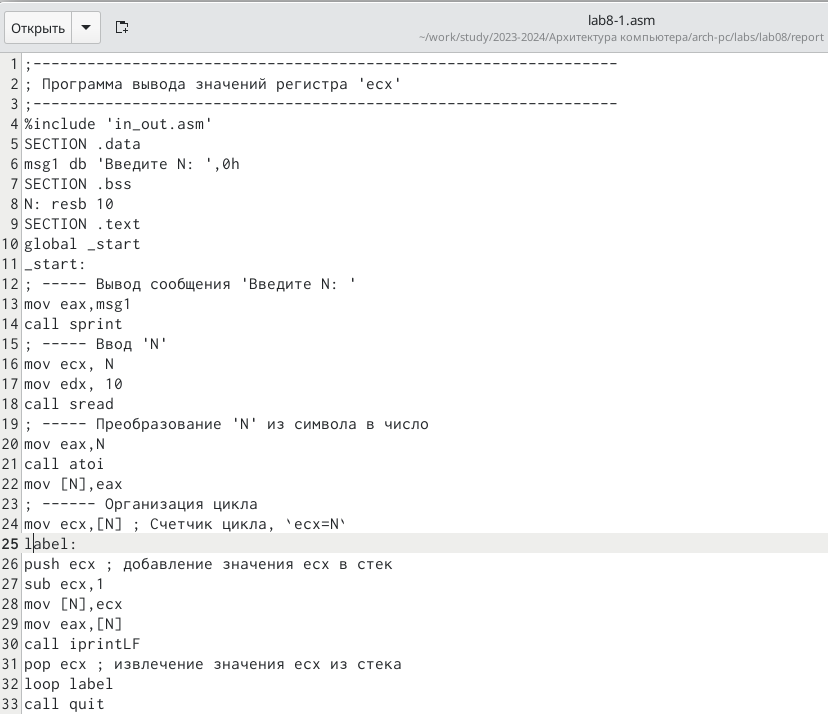 Открыть
lab8-1.asm
~/work/study/2023-2024/Архитектура компьютера/arch-pc/labs/lab08/report
1 ;-----------------------------------------------------------------
2 ; Программа вывода значений регистра 'ecx'
3 ;-----------------------------------------------------------------
4 %include 'in_out.asm'
5 SECTION .data
6 msg1 db 'Введите N: ',0h
7 SECTION .bss
8 N: resb 10
9 SECTION .text
10 global _start
11 _start:
12 ; ----- Вывод сообщения 'Введите N: '
13 mov eax,msg1
14 call sprint
15 ; ----- Ввод 'N'
16 mov ecx, N
17 mov edx, 10
18 call sread
19 ; ----- Преобразование 'N' из символа в число
20 mov eax,N
21 call atoi
22 mov [N],eax
23 ; ------ Организация цикла
24 mov ecx,[N] ; Счетчик цикла, `ecx=N`
25 label:
26 push ecx ; добавление значения ecx в стек
27 sub ecx,1
28 mov [N],ecx
29 mov eax,[N]
30 call iprintLF
31 pop ecx ; извлечение значения ecx из стека
32 loop label
33 call quit